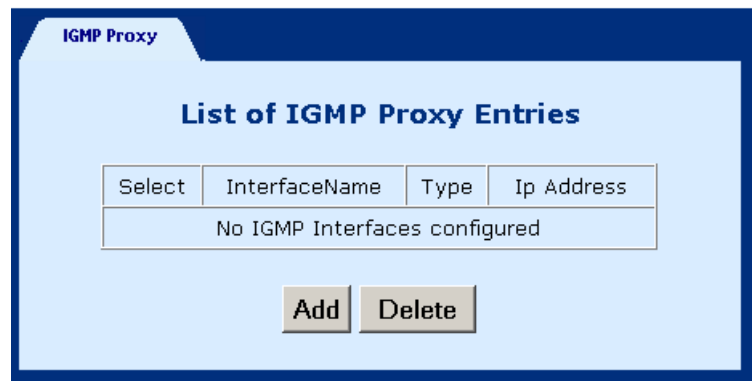 IGMP Proxy
List of IGMP Proxy Entries
Select InterfaceName Type Ip Address
No IGMP Interfaces configured
Add Delete